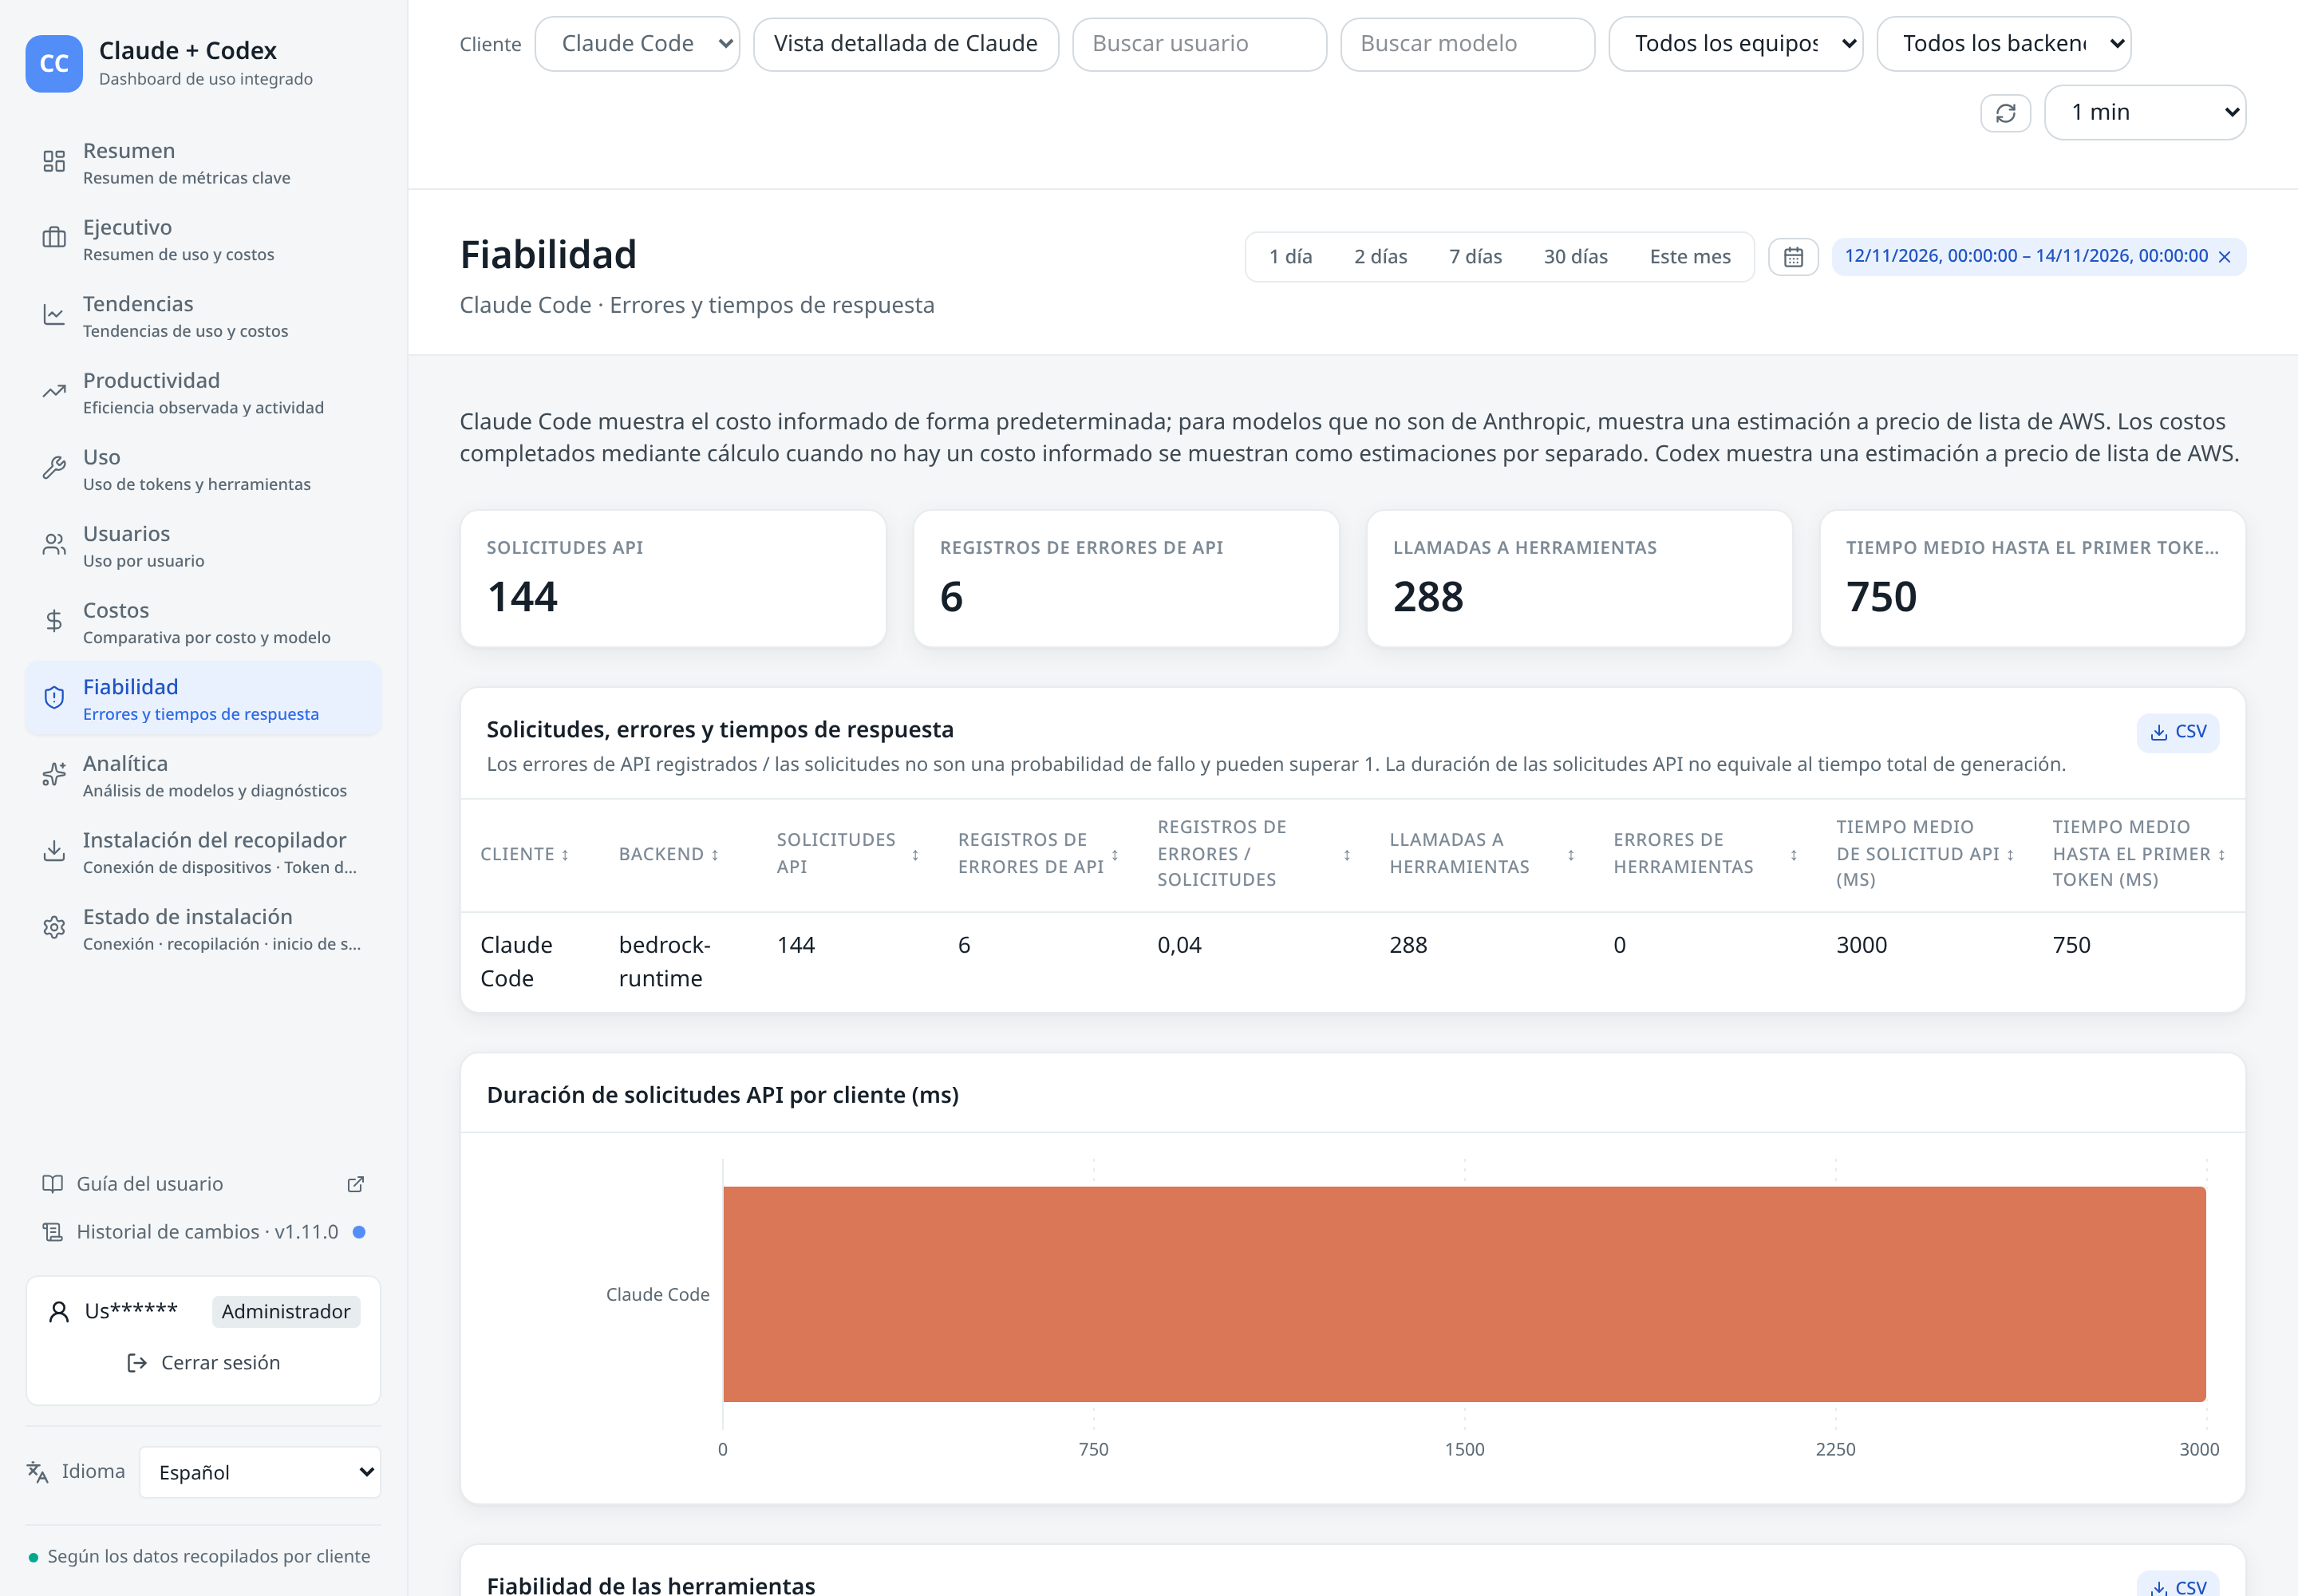 CC
Claude + Codex
Dashboard de uso integrado
Resumen
Resumen de métricas clave
Ejecutivo
Resumen de uso y costos
Tendencias
Tendencias de uso y costos
Productividad
Eficiencia observada y actividad
Uso
Uso de tokens y herramientas
Usuarios
Uso por usuario
Costos
Comparativa por costo y modelo
Fiabilidad
Errores y tiempos de respuesta
Analítica
Análisis de modelos y diagnósticos
Instalación del recopilador
Conexión de dispositivos · Token d...
Estado de instalación
Conexión · recopilación · inicio de s...
Guía del usuario
Historial de cambios · v1.11.0
Us****** Administrador
Cerrar sesión
Idioma Español
Según los datos recopilados por cliente
Cliente Claude Code Vista detallada de Claude Buscar usuario Buscar modelo Todos los equipos Todos los backen
1 min
Fiabilidad
Claude Code · Errores y tiempos de respuesta
1 día 2 días 7 días 30 días Este mes 12/11/2026, 00:00:00 – 14/11/2026, 00:00:00
Claude Code muestra el costo informado de forma predeterminada; para modelos que no son de Anthropic, muestra una estimación a precio de lista de AWS. Los costos
completados mediante cálculo cuando no hay un costo informado se muestran como estimaciones por separado. Codex muestra una estimación a precio de lista de AWS.
SOLICITUDES API
144
REGISTROS DE ERRORES DE API
6
LLAMADAS A HERRAMIENTAS
288
TIEMPO MEDIO HASTA EL PRIMER TOKE...
750
Solicitudes, errores y tiempos de respuesta
CSV
Los errores de API registrados / las solicitudes no son una probabilidad de fallo y pueden superar 1. La duración de las solicitudes API no equivale al tiempo total de generación.
CLIENTE ↕
BACKEND ↕
SOLICITUDES
API ↕
REGISTROS DE
ERRORES DE API ↕
REGISTROS DE
ERRORES /
SOLICITUDES ↕
LLAMADAS A
HERRAMIENTAS ↕
ERRORES DE
HERRAMIENTAS ↕
TIEMPO MEDIO
DE SOLICITUD API ↕
(MS)
TIEMPO MEDIO
HASTA EL PRIMER ↕
TOKEN (MS)
Claude
Code
bedrock-
runtime
144
6
0,04
288
0
3000
750
Duración de solicitudes API por cliente (ms)
Claude Code
0 750 1500 2250 3000
Fiabilidad de las herramientas
CSV